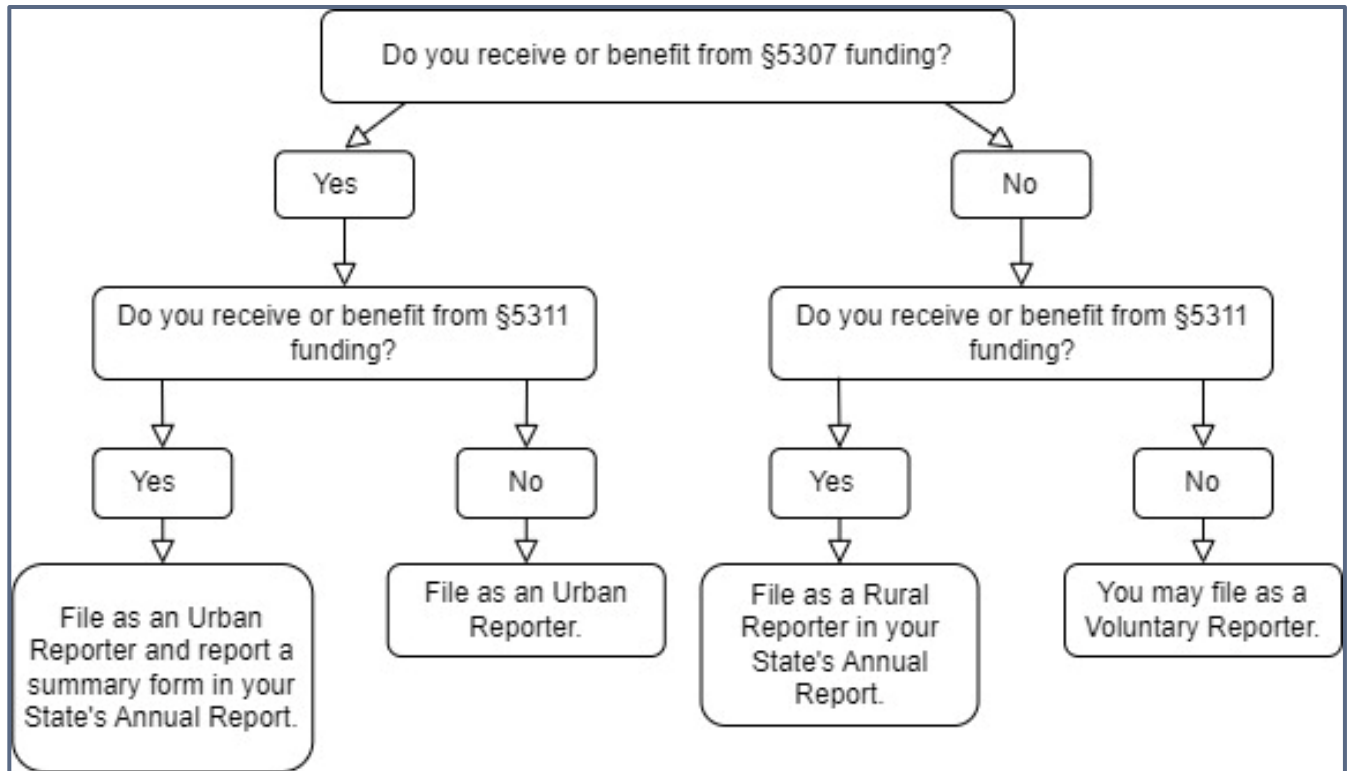 Do you receive or benefit from §5307 funding?
Yes
No
Do you receive or benefit from §5311
funding?
Do you receive or benefit from §5311
funding?
Yes
No
Yes
No
File as an Urban
Reporter and report a
summary form in your
State's Annual Report.
File as an Urban
Reporter.
File as a Rural
Reporter in your
State's Annual
Report.
You may file as a
Voluntary Reporter.